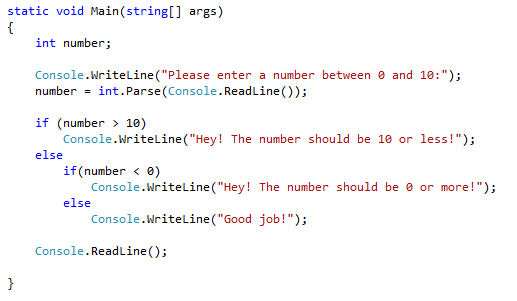 static void Main(string[] args)
{
    int number;

    Console.WriteLine("Please enter a number between 0 and 10:");
    number = int.Parse(Console.ReadLine());

    if (number > 10)
        Console.WriteLine("Hey! The number should be 10 or less!");
    else
        if(number < 0)
            Console.WriteLine("Hey! The number should be 0 or more!");
        else
            Console.WriteLine("Good job!");

    Console.ReadLine();

}